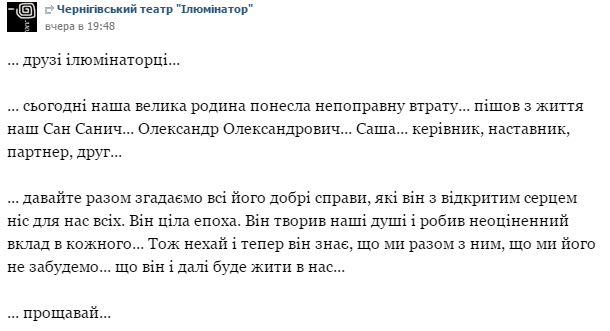 Чернігівський театр "Ілюмінатор"
вчера в 19:48
... друзі ілюмінаторці...
... сьогодні наша велика родина понесла непоправну втрату... пішов з життя
наш Сан Санич... Олександр Олександрович... Саша... керівник, наставник,
партнер, друг...
... давайте разом згадаємо всі його добрі справи, які він з відкритим серцем
ніс для нас всіх. Він ціла епоха. Він творив наші душі і робив неоціненний
вклад в кожного... Тож нехай і тепер він знає, що ми разом з ним, що ми його
не забудемо... що він і далі буде жити в нас...
... прощавай...